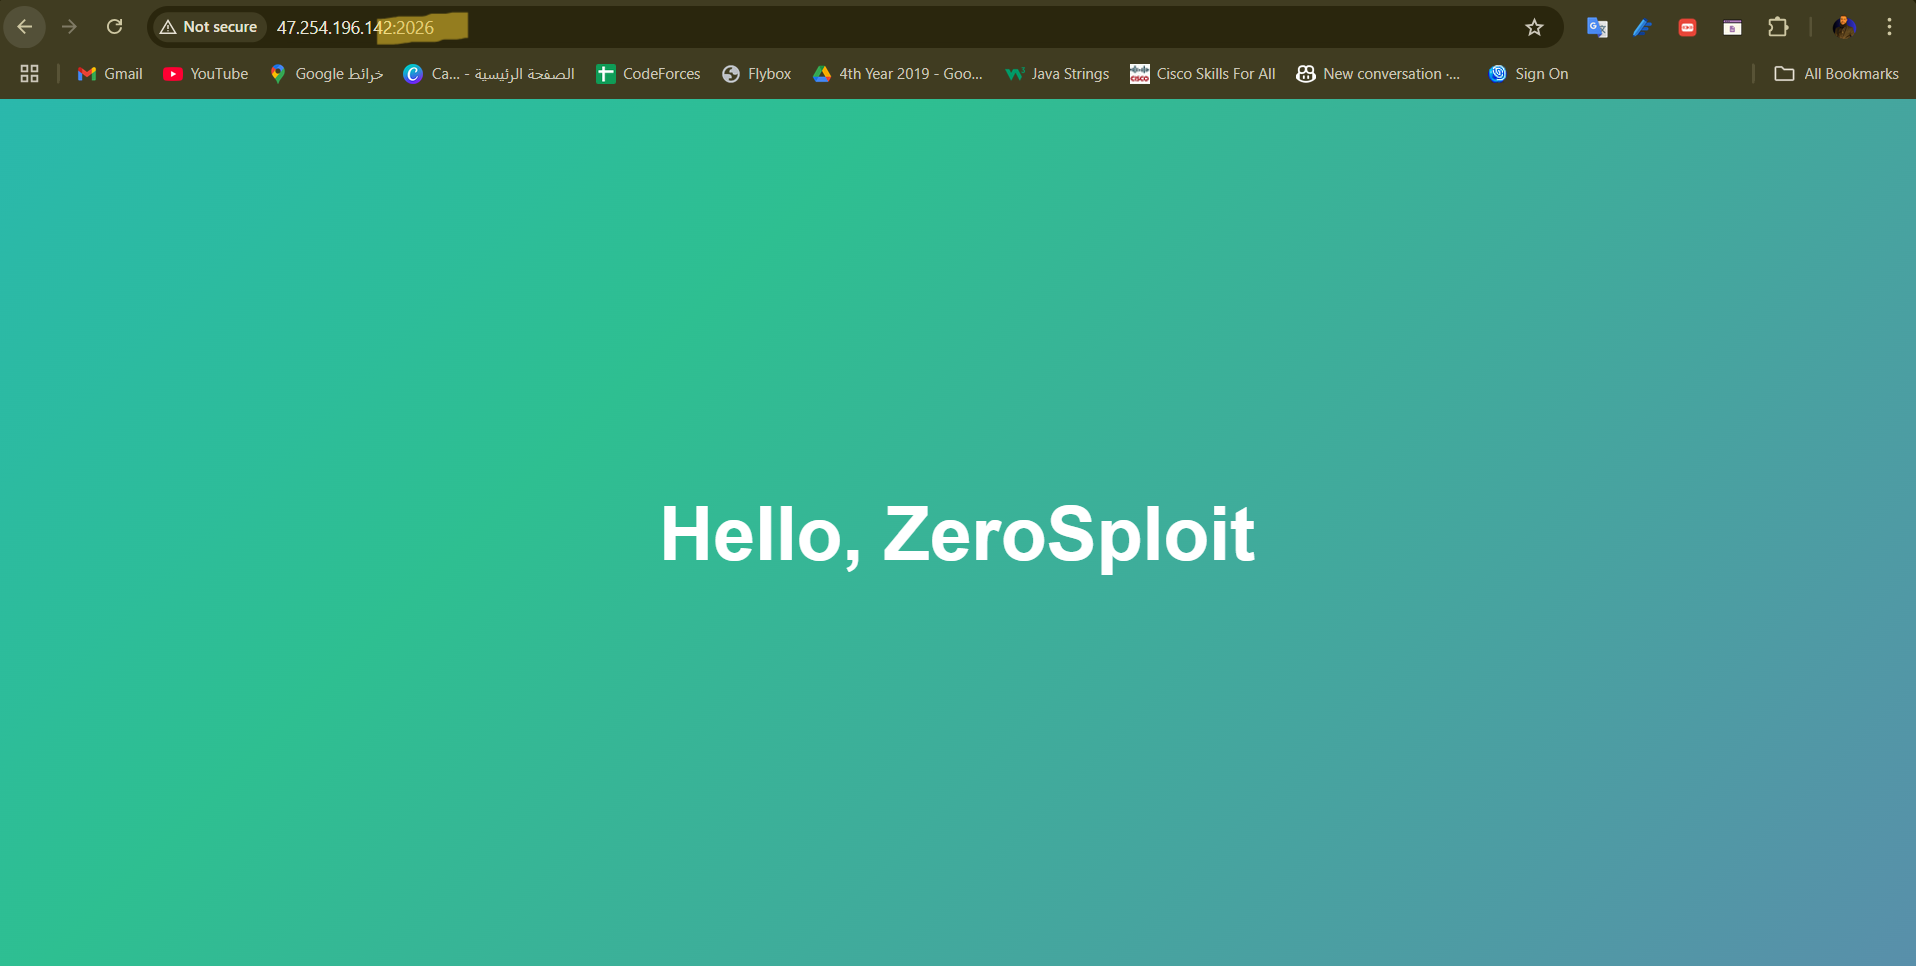 Not secure 47.254.196.142:2026
Gmail YouTube Google خرائط Ca... - الصفحة الرئيسية CodeForces Flybox 4th Year 2019 - Goo... Java Strings Cisco Skills For All New conversation ·... Sign On All Bookmarks
Hello, ZeroSploit